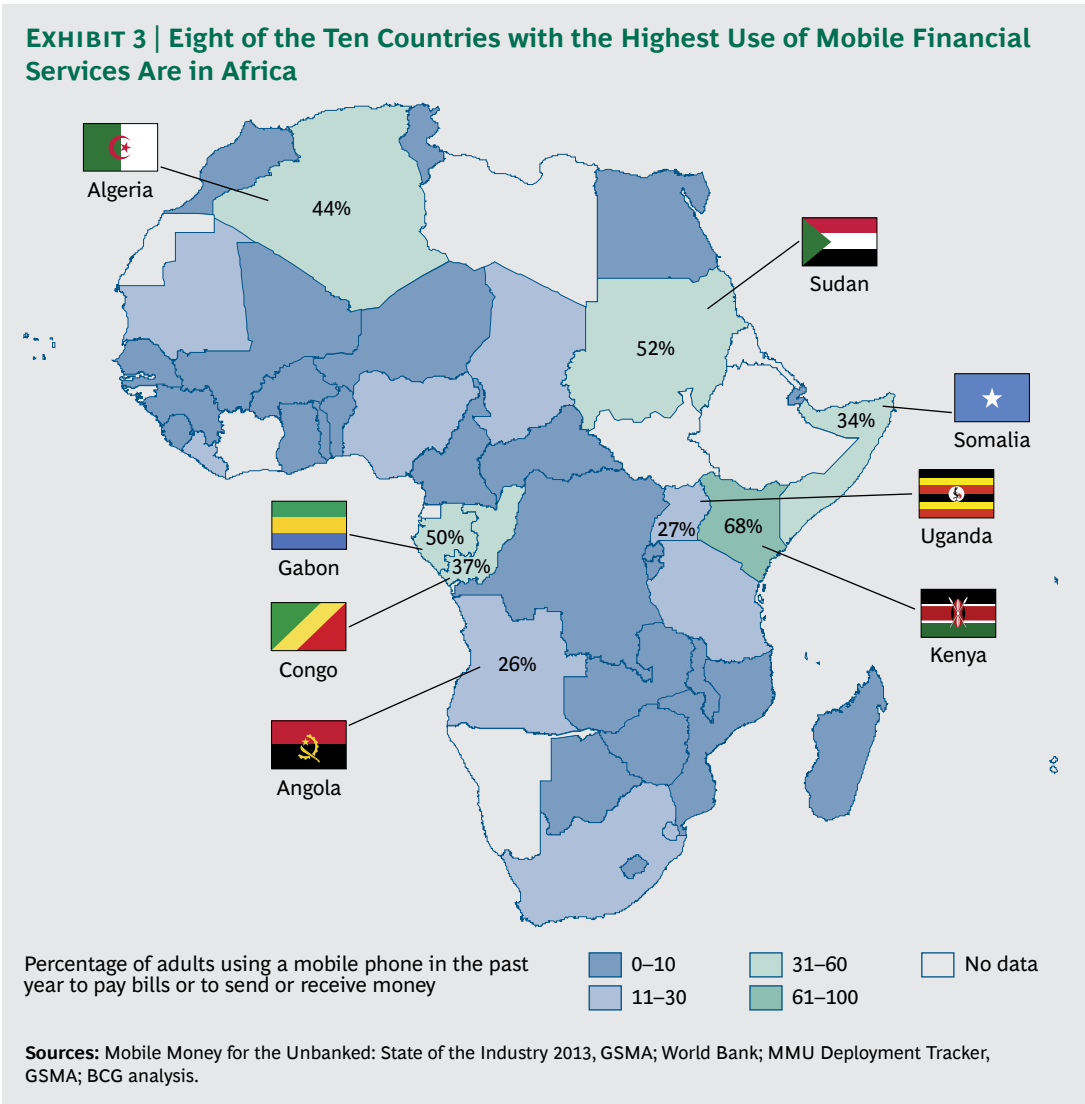 EXHIBIT 3 | Eight of the Ten Countries with the Highest Use of Mobile Financial
Services Are in Africa
Algeria
44%
Sudan
52%
Somalia
34%
Uganda
27%
68%
Kenya
Gabon
50%
37%
Congo
26%
Angola
Percentage of adults using a mobile phone in the past
year to pay bills or to send or receive money
0–10
11–30
31–60
61–100
No data
Sources: Mobile Money for the Unbanked: State of the Industry 2013, GSMA; World Bank; MMU Deployment Tracker,
GSMA; BCG analysis.